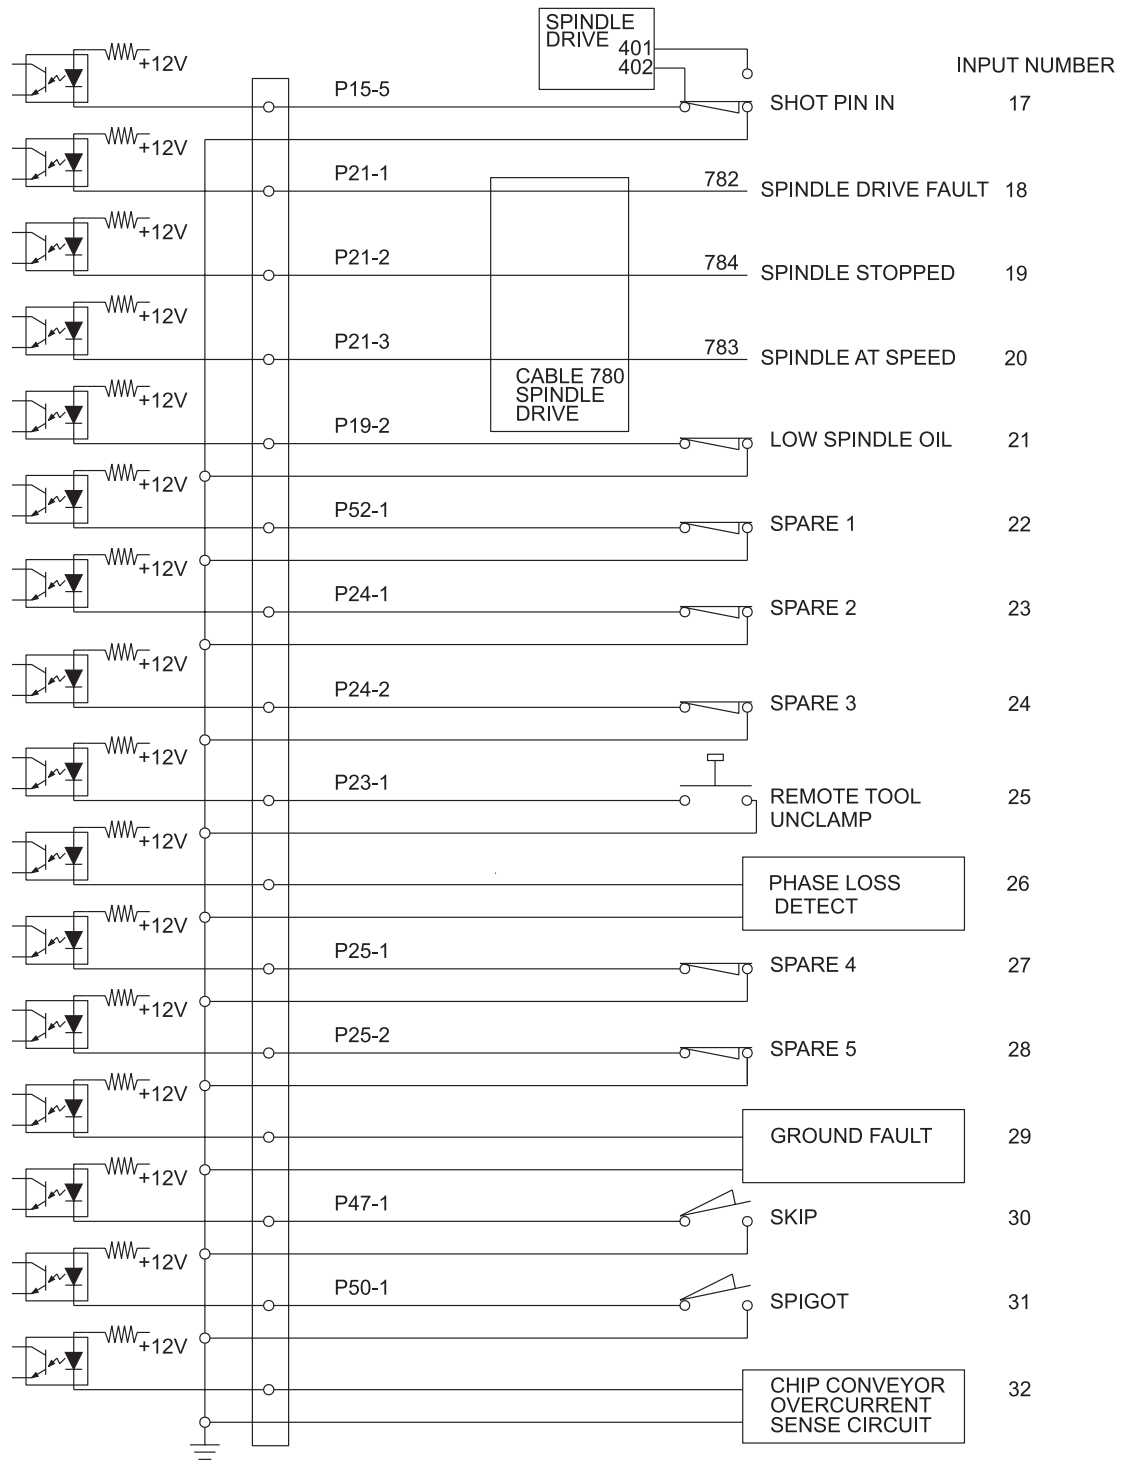 SPINDLE
DRIVE
401
402
INPUT NUMBER
+12V
P15-5
SHOT PIN IN
17
+12V
P21-1
782
SPINDLE DRIVE FAULT
18
+12V
P21-2
784
SPINDLE STOPPED
19
+12V
P21-3
783
SPINDLE AT SPEED
20
CABLE 780
SPINDLE
DRIVE
+12V
P19-2
LOW SPINDLE OIL
21
+12V
P52-1
SPARE 1
22
+12V
P24-1
SPARE 2
23
+12V
P24-2
SPARE 3
24
+12V
P23-1
REMOTE TOOL
UNCLAMP
25
+12V
PHASE LOSS
DETECT
26
+12V
P25-1
SPARE 4
27
+12V
P25-2
SPARE 5
28
+12V
GROUND FAULT
29
+12V
P47-1
SKIP
30
+12V
P50-1
SPIGOT
31
+12V
CHIP CONVEYOR
OVERCURRENT
SENSE CIRCUIT
32